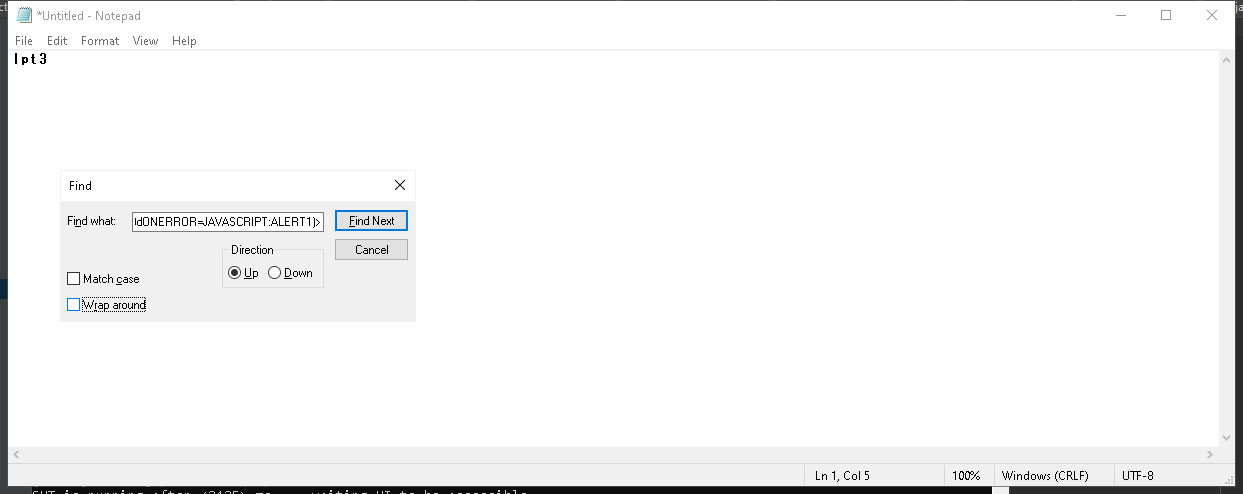 *Untitled - Notepad
File Edit Format View Help
lpt3
Find
Find what: dONERROR=JAVASCRIPT:ALERT1)>
Find Next
Direction
Cancel
Up Down
Match case
Wrap around
Ln 1, Col 5 100% Windows (CRLF) UTF-8